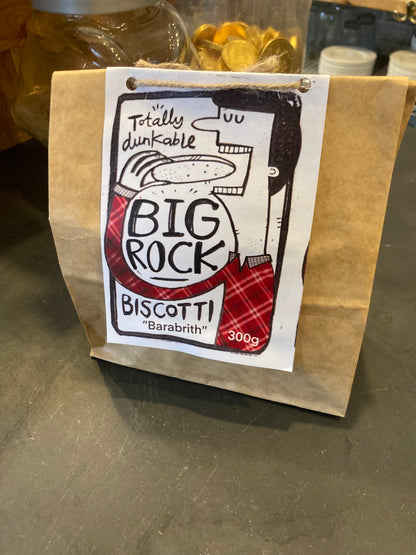 Totally
dunkable
BIG
ROCK
BISCOTTI
"Barabrith"
300g